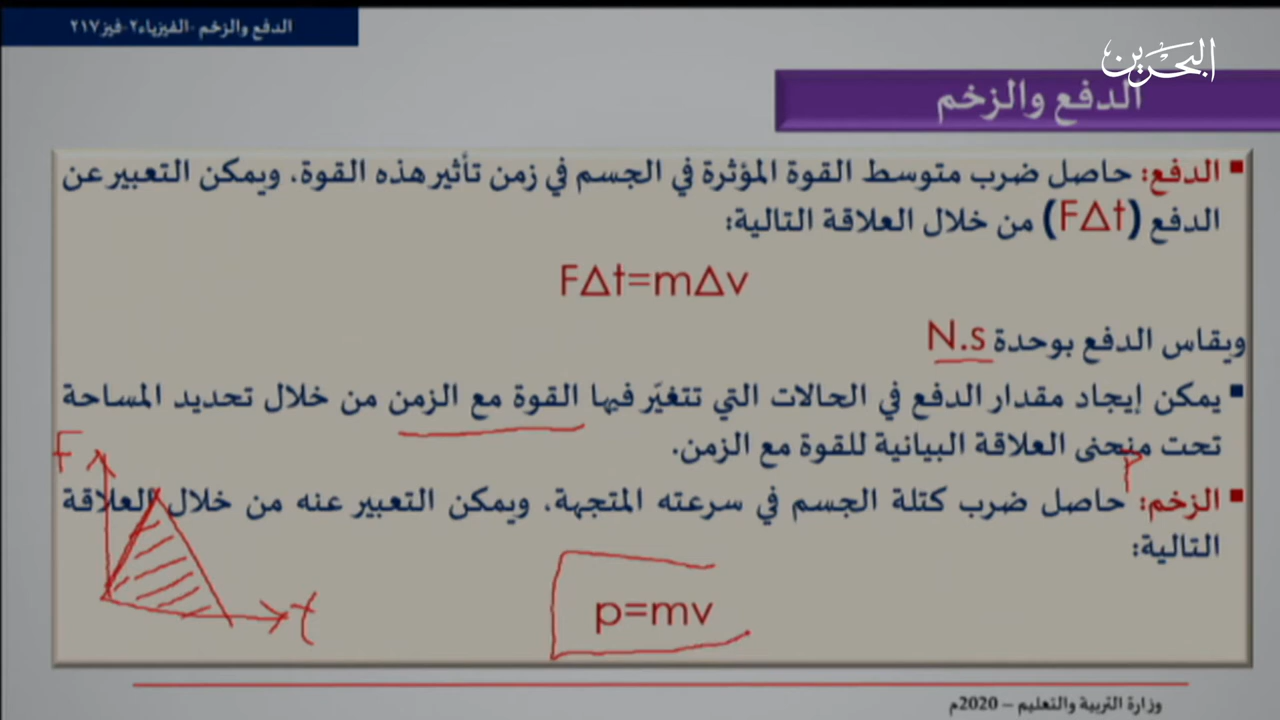 الدفع والزخم -الفيزياء٢-فيز٢١٧
البحرين
الدفع والزخم
الدفع: حاصل ضرب متوسط القوة المؤثرة في الجسم في زمن تأثير هذه القوة. ويمكن التعبير عن
الدفع (F∆t) من خلال العلاقة التالية:
F∆t=m∆v
ويقاس الدفع بوحدة N.s
يمكن إيجاد مقدار الدفع في الحالات التي تتغيَر فيها القوة مع الزمن من خلال تحديد المساحة
تحت منحنى العلاقة البيانية للقوة مع الزمن.
F
P
الزخم: حاصل ضرب كتلة الجسم في سرعته المتجهة. ويمكن التعبير عنه من خلال العلاقة
التالية:
p=mv
t
وزارة التربية والتعليم – 2020م